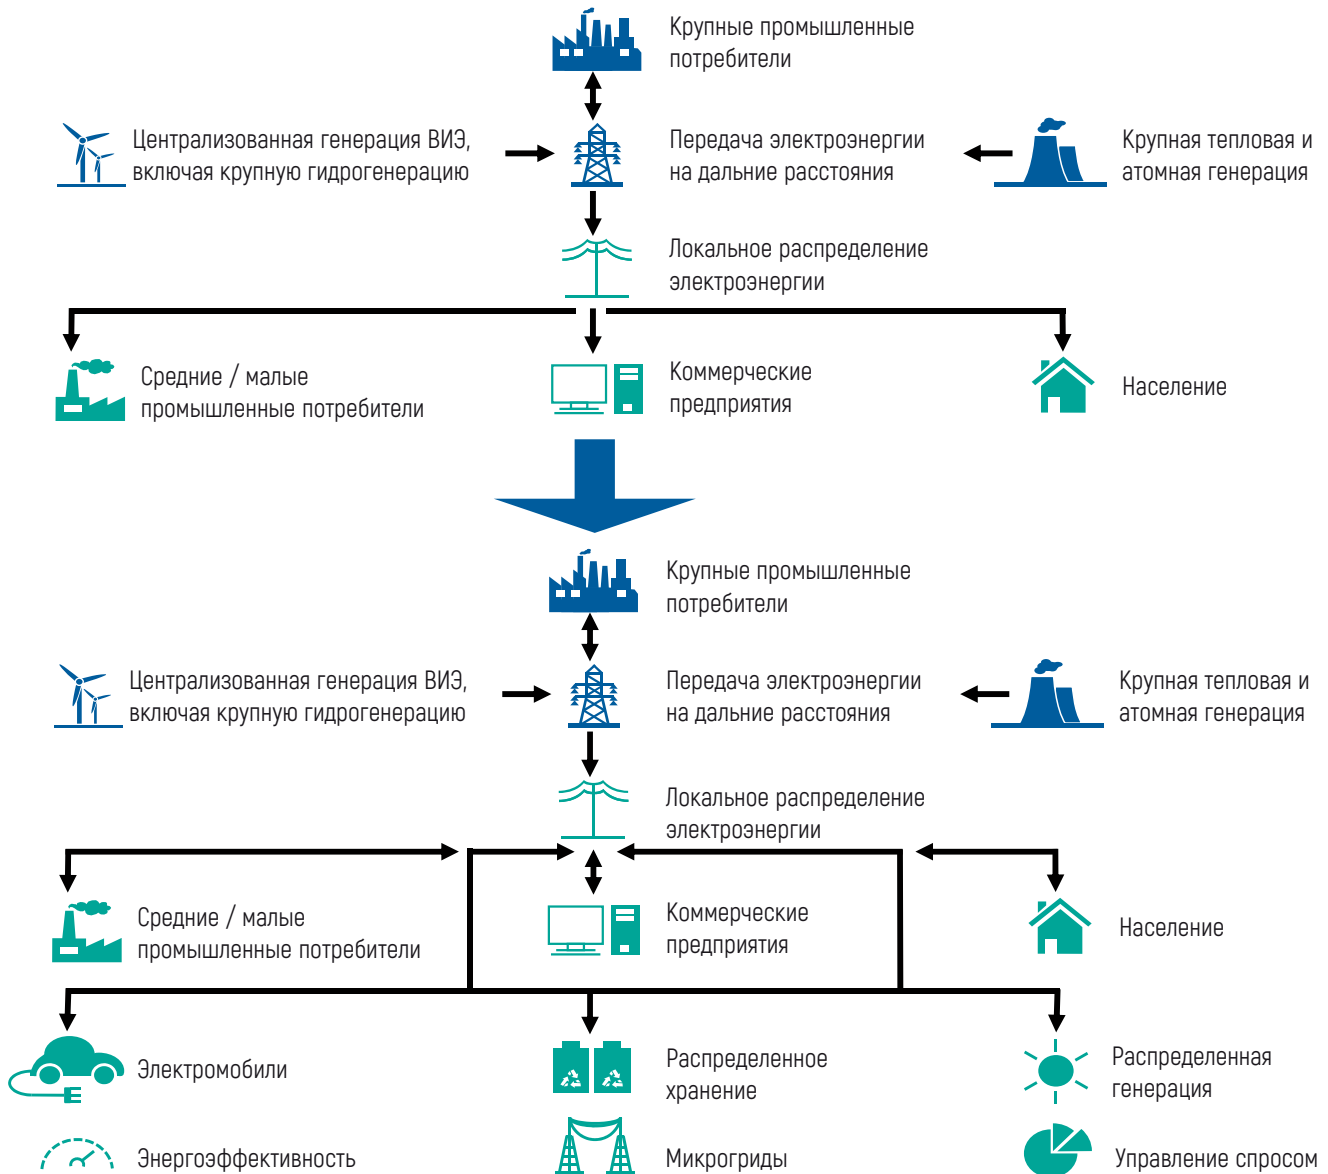 Крупные промышленные
потребители
Централизованная генерация ВИЭ,
включая крупную гидрогенерацию
Передача электроэнергии
на дальние расстояния
Крупная тепловая и
атомная генерация
Локальное распределение
электроэнергии
Средние / малые
промышленные потребители
Коммерческие
предприятия
Население
Крупные промышленные
потребители
Централизованная генерация ВИЭ,
включая крупную гидрогенерацию
Передача электроэнергии
на дальние расстояния
Крупная тепловая и
атомная генерация
Локальное распределение
электроэнергии
Средние / малые
промышленные потребители
Коммерческие
предприятия
Население
Электромобили
Распределенное
хранение
Распределенная
генерация
Энергоэффективность
Микрогриды
Управление спросом